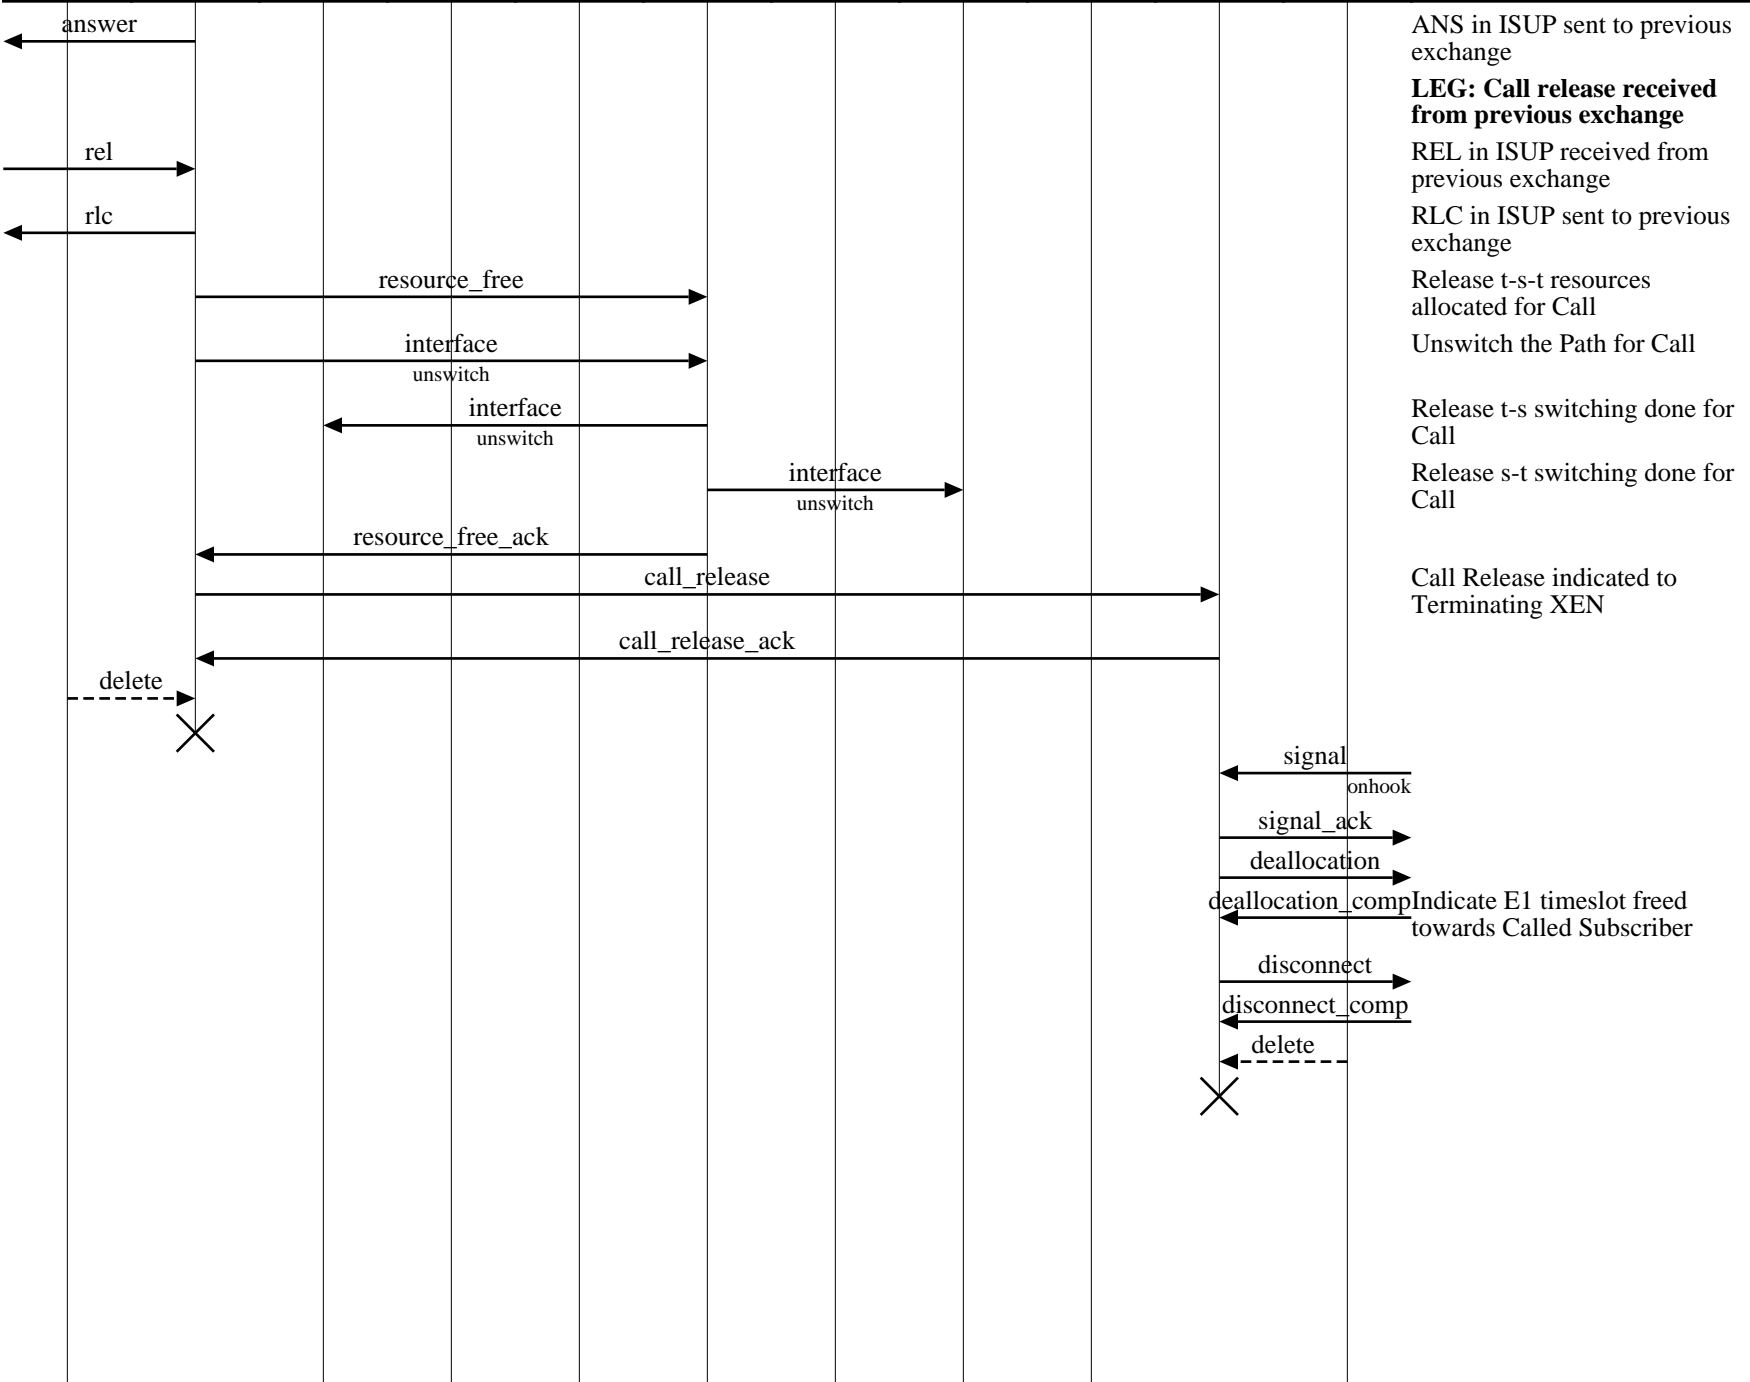 answer
ANS in ISUP sent to previous
exchange
LEG: Call release received
from previous exchange
rel
REL in ISUP received from
previous exchange
rlc
RLC in ISUP sent to previous
exchange
resource_free
Release t-s-t resources
allocated for Call
interface
unswitch
Unswitch the Path for Call
interface
unswitch
Release t-s switching done for
Call
interface
unswitch
Release s-t switching done for
Call
resource_free_ack
call_release
Call Release indicated to
Terminating XEN
call_release_ack
delete
signal
onhook
signal_ack
deallocation
deallocation_comp
Indicate E1 timeslot freed
towards Called Subscriber
disconnect
disconnect_comp
delete